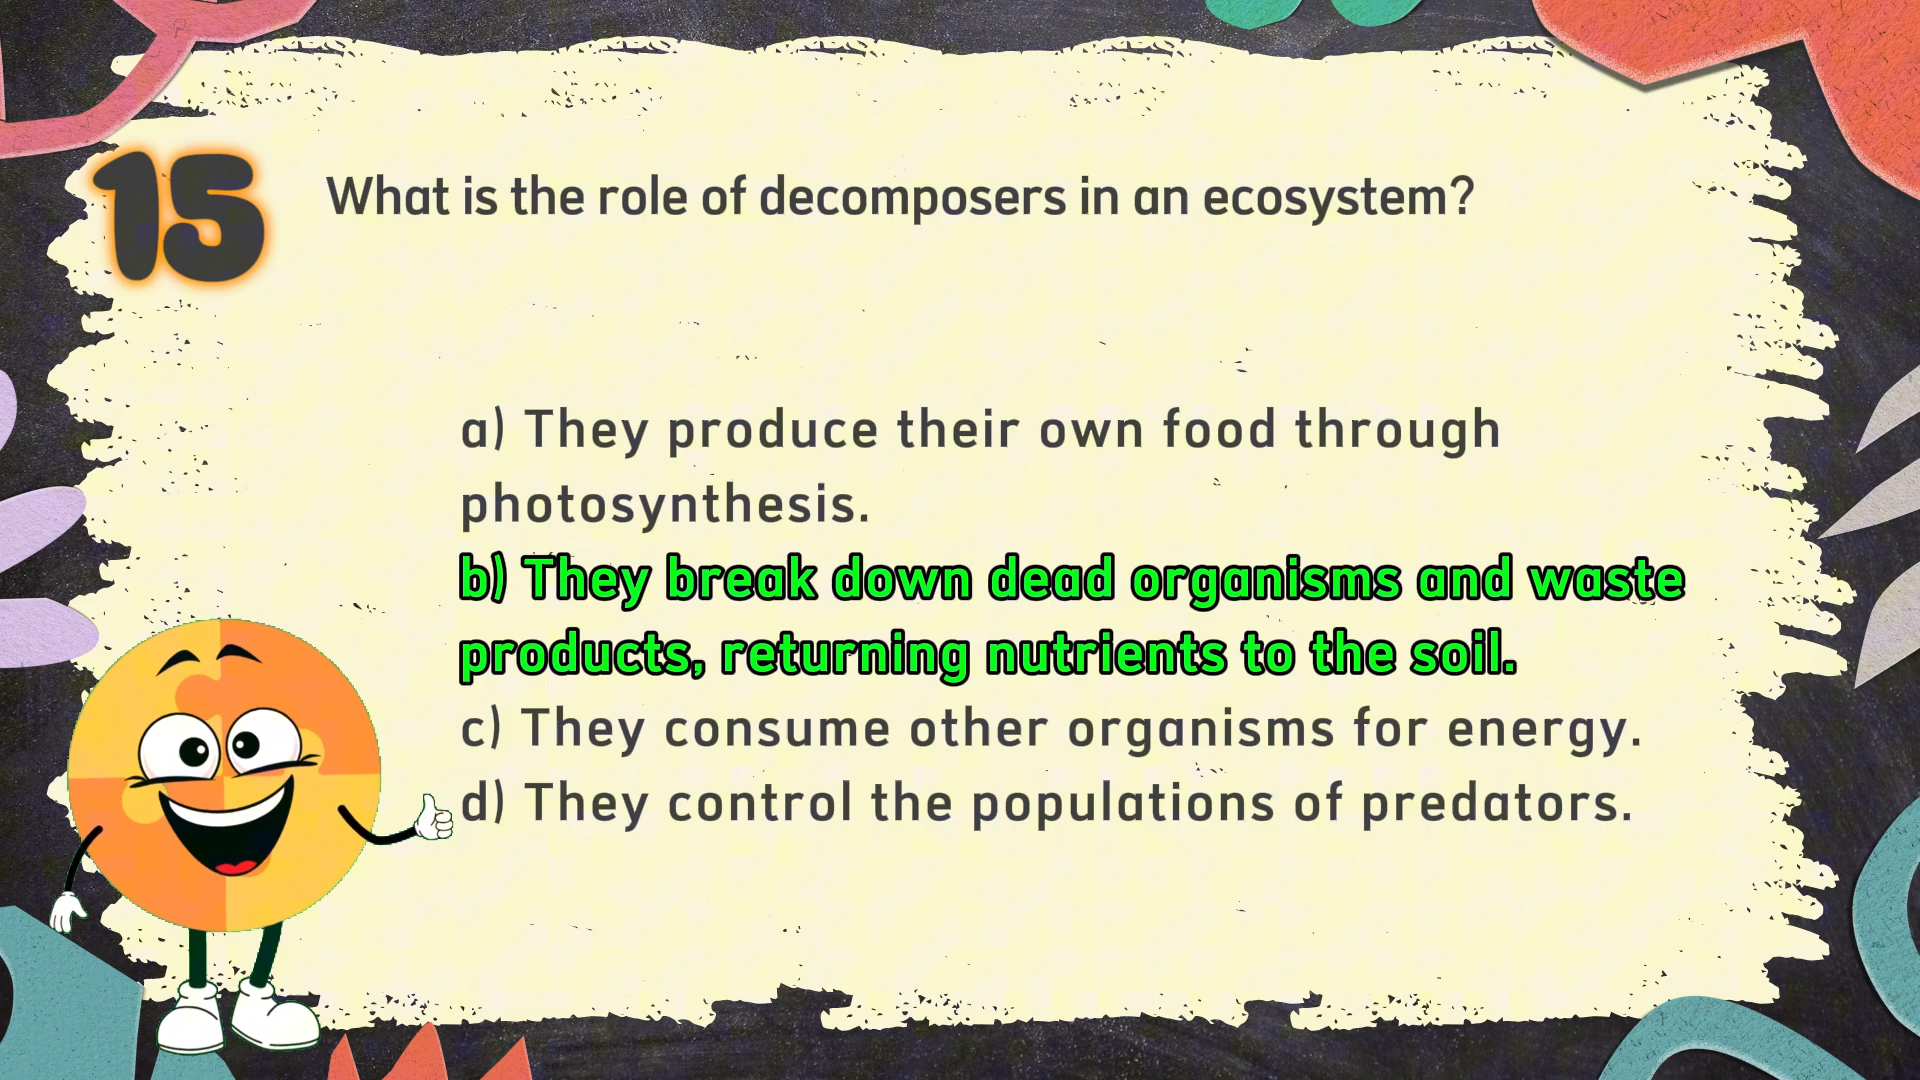 15
What is the role of decomposers in an ecosystem?
a) They produce their own food through
photosynthesis.
b) They break down dead organisms and waste
products, returning nutrients to the soil.
c) They consume other organisms for energy.
d) They control the populations of predators.